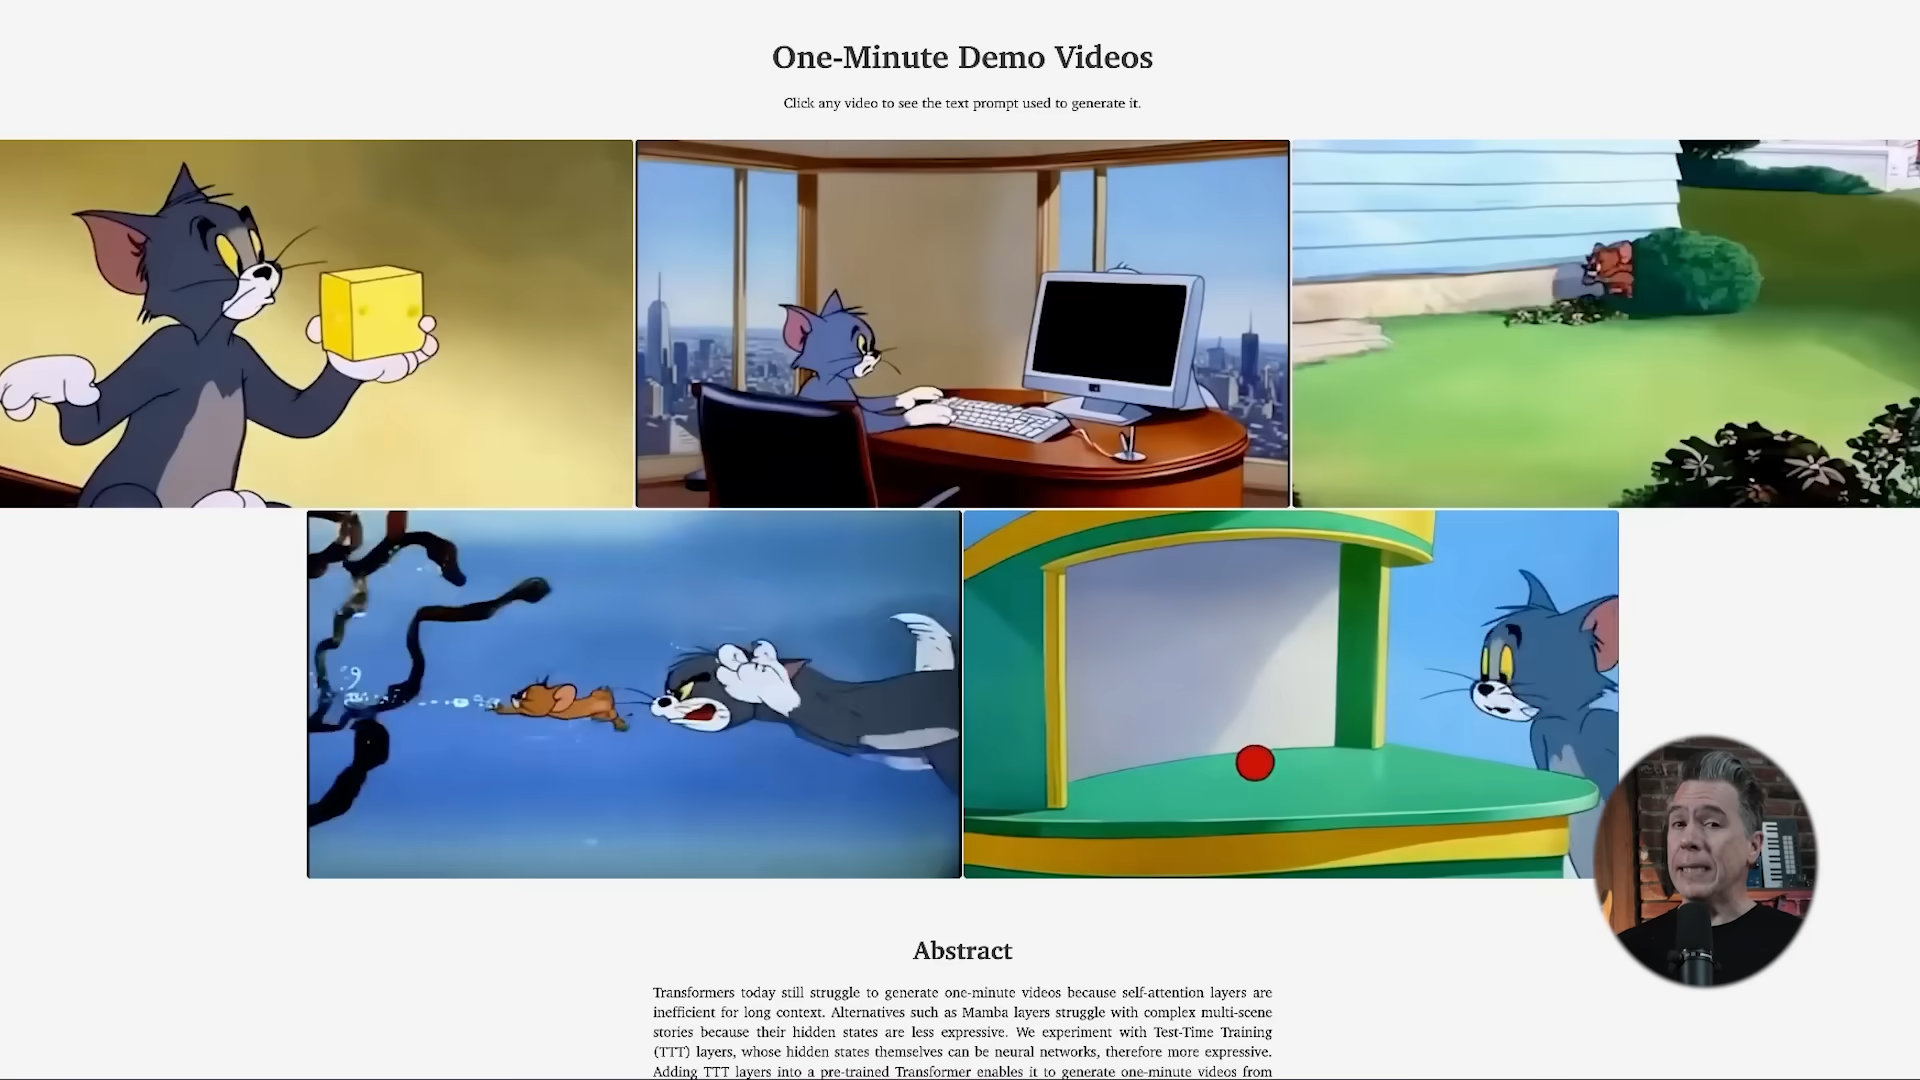 One-Minute Demo Videos
Click any video to see the text prompt used to generate it.
Abstract
Transformers today still struggle to generate one-minute videos because self-attention layers are
inefficient for long context. Alternatives such as Mamba layers struggle with complex multi-scene
stories because their hidden states are less expressive. We experiment with Test-Time Training
(TTT) layers, whose hidden states themselves can be neural networks, therefore more expressive.
Adding TTT layers into a pre-trained Transformer enables it to generate one-minute videos from